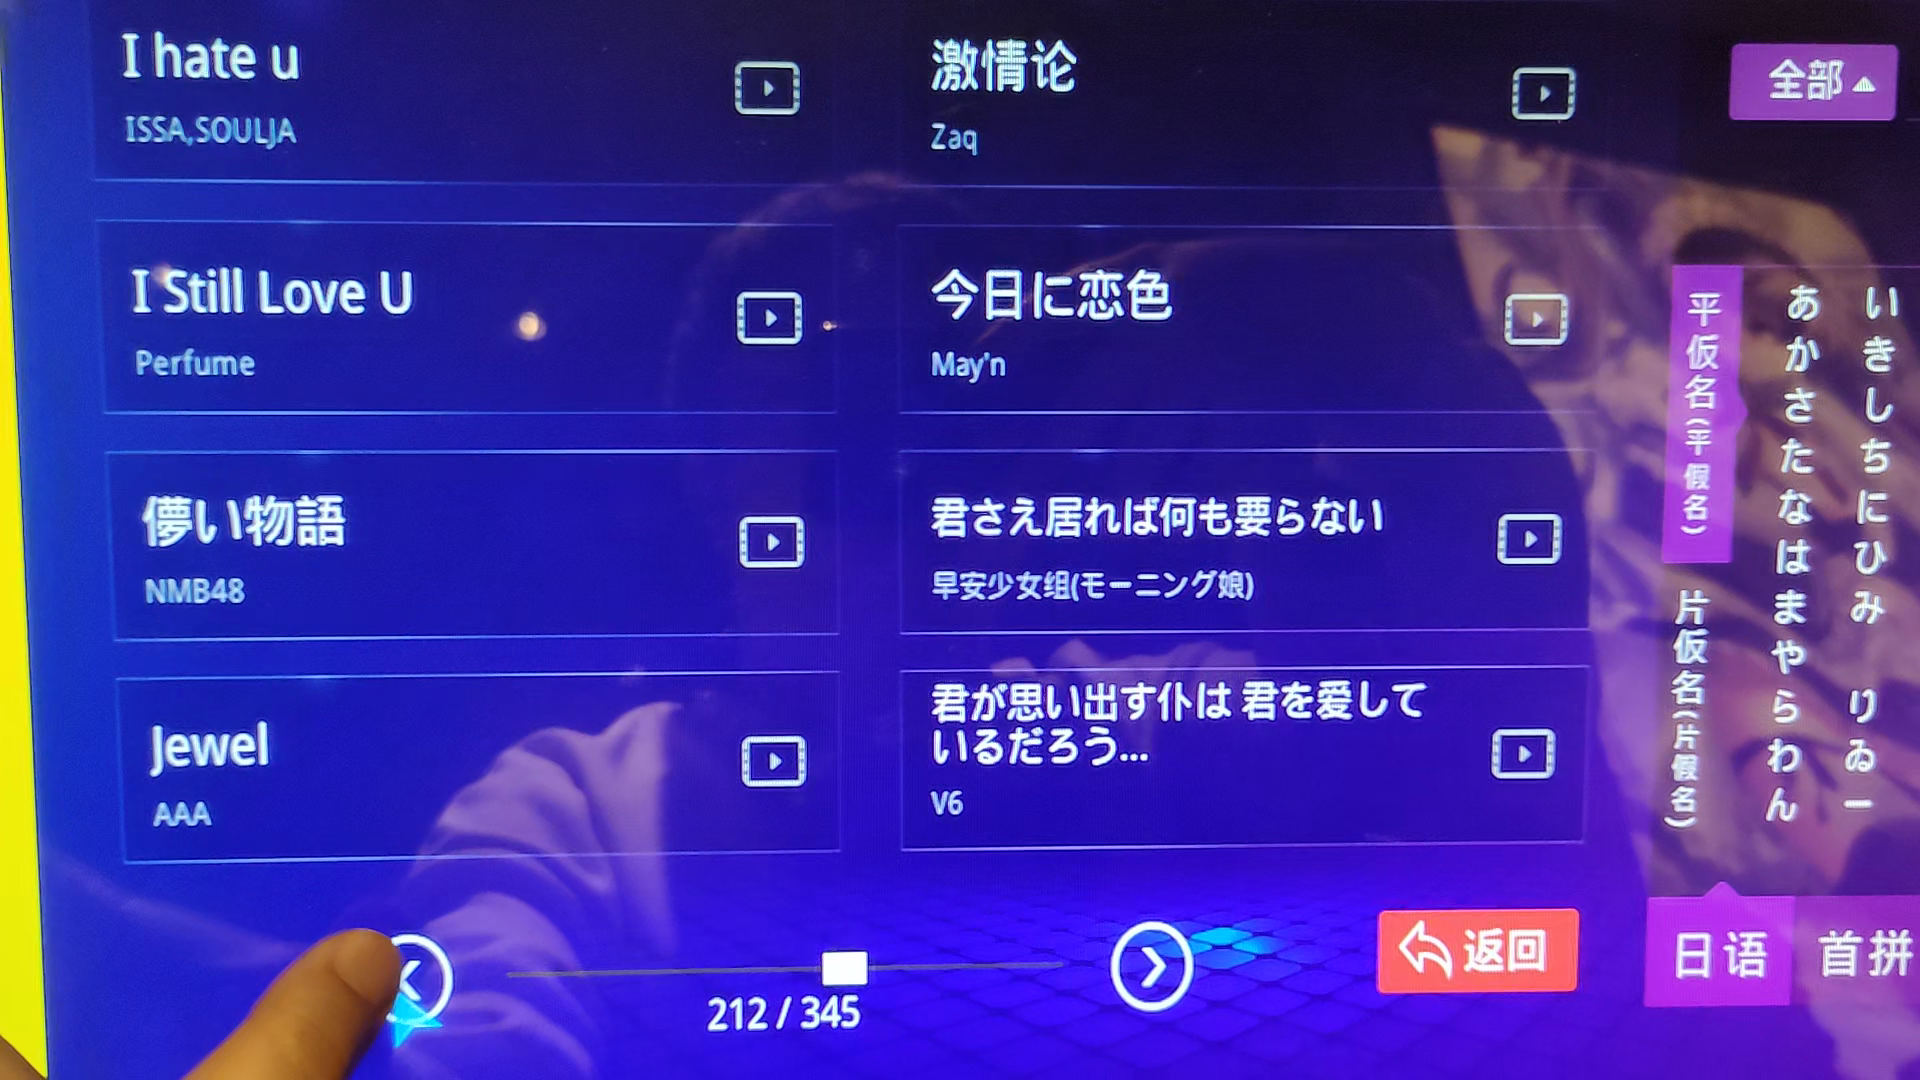 I hate u
ISSA,SOULJA
激情论
Zaq
I Still Love U
Perfume
今日に恋色
May'n
儚い物語
NMB48
君さえ居れば何も要らない
早安少女组(モーニング娘)
Jewel
AAA
君が思い出す仆は 君を愛して
いるだろう...
V6
212 / 345
返回
全部
平仮名(平假名)
片仮名(片假名)
あかさたなはまやらわん
いきしちにひみ りゐー
日语
首拼